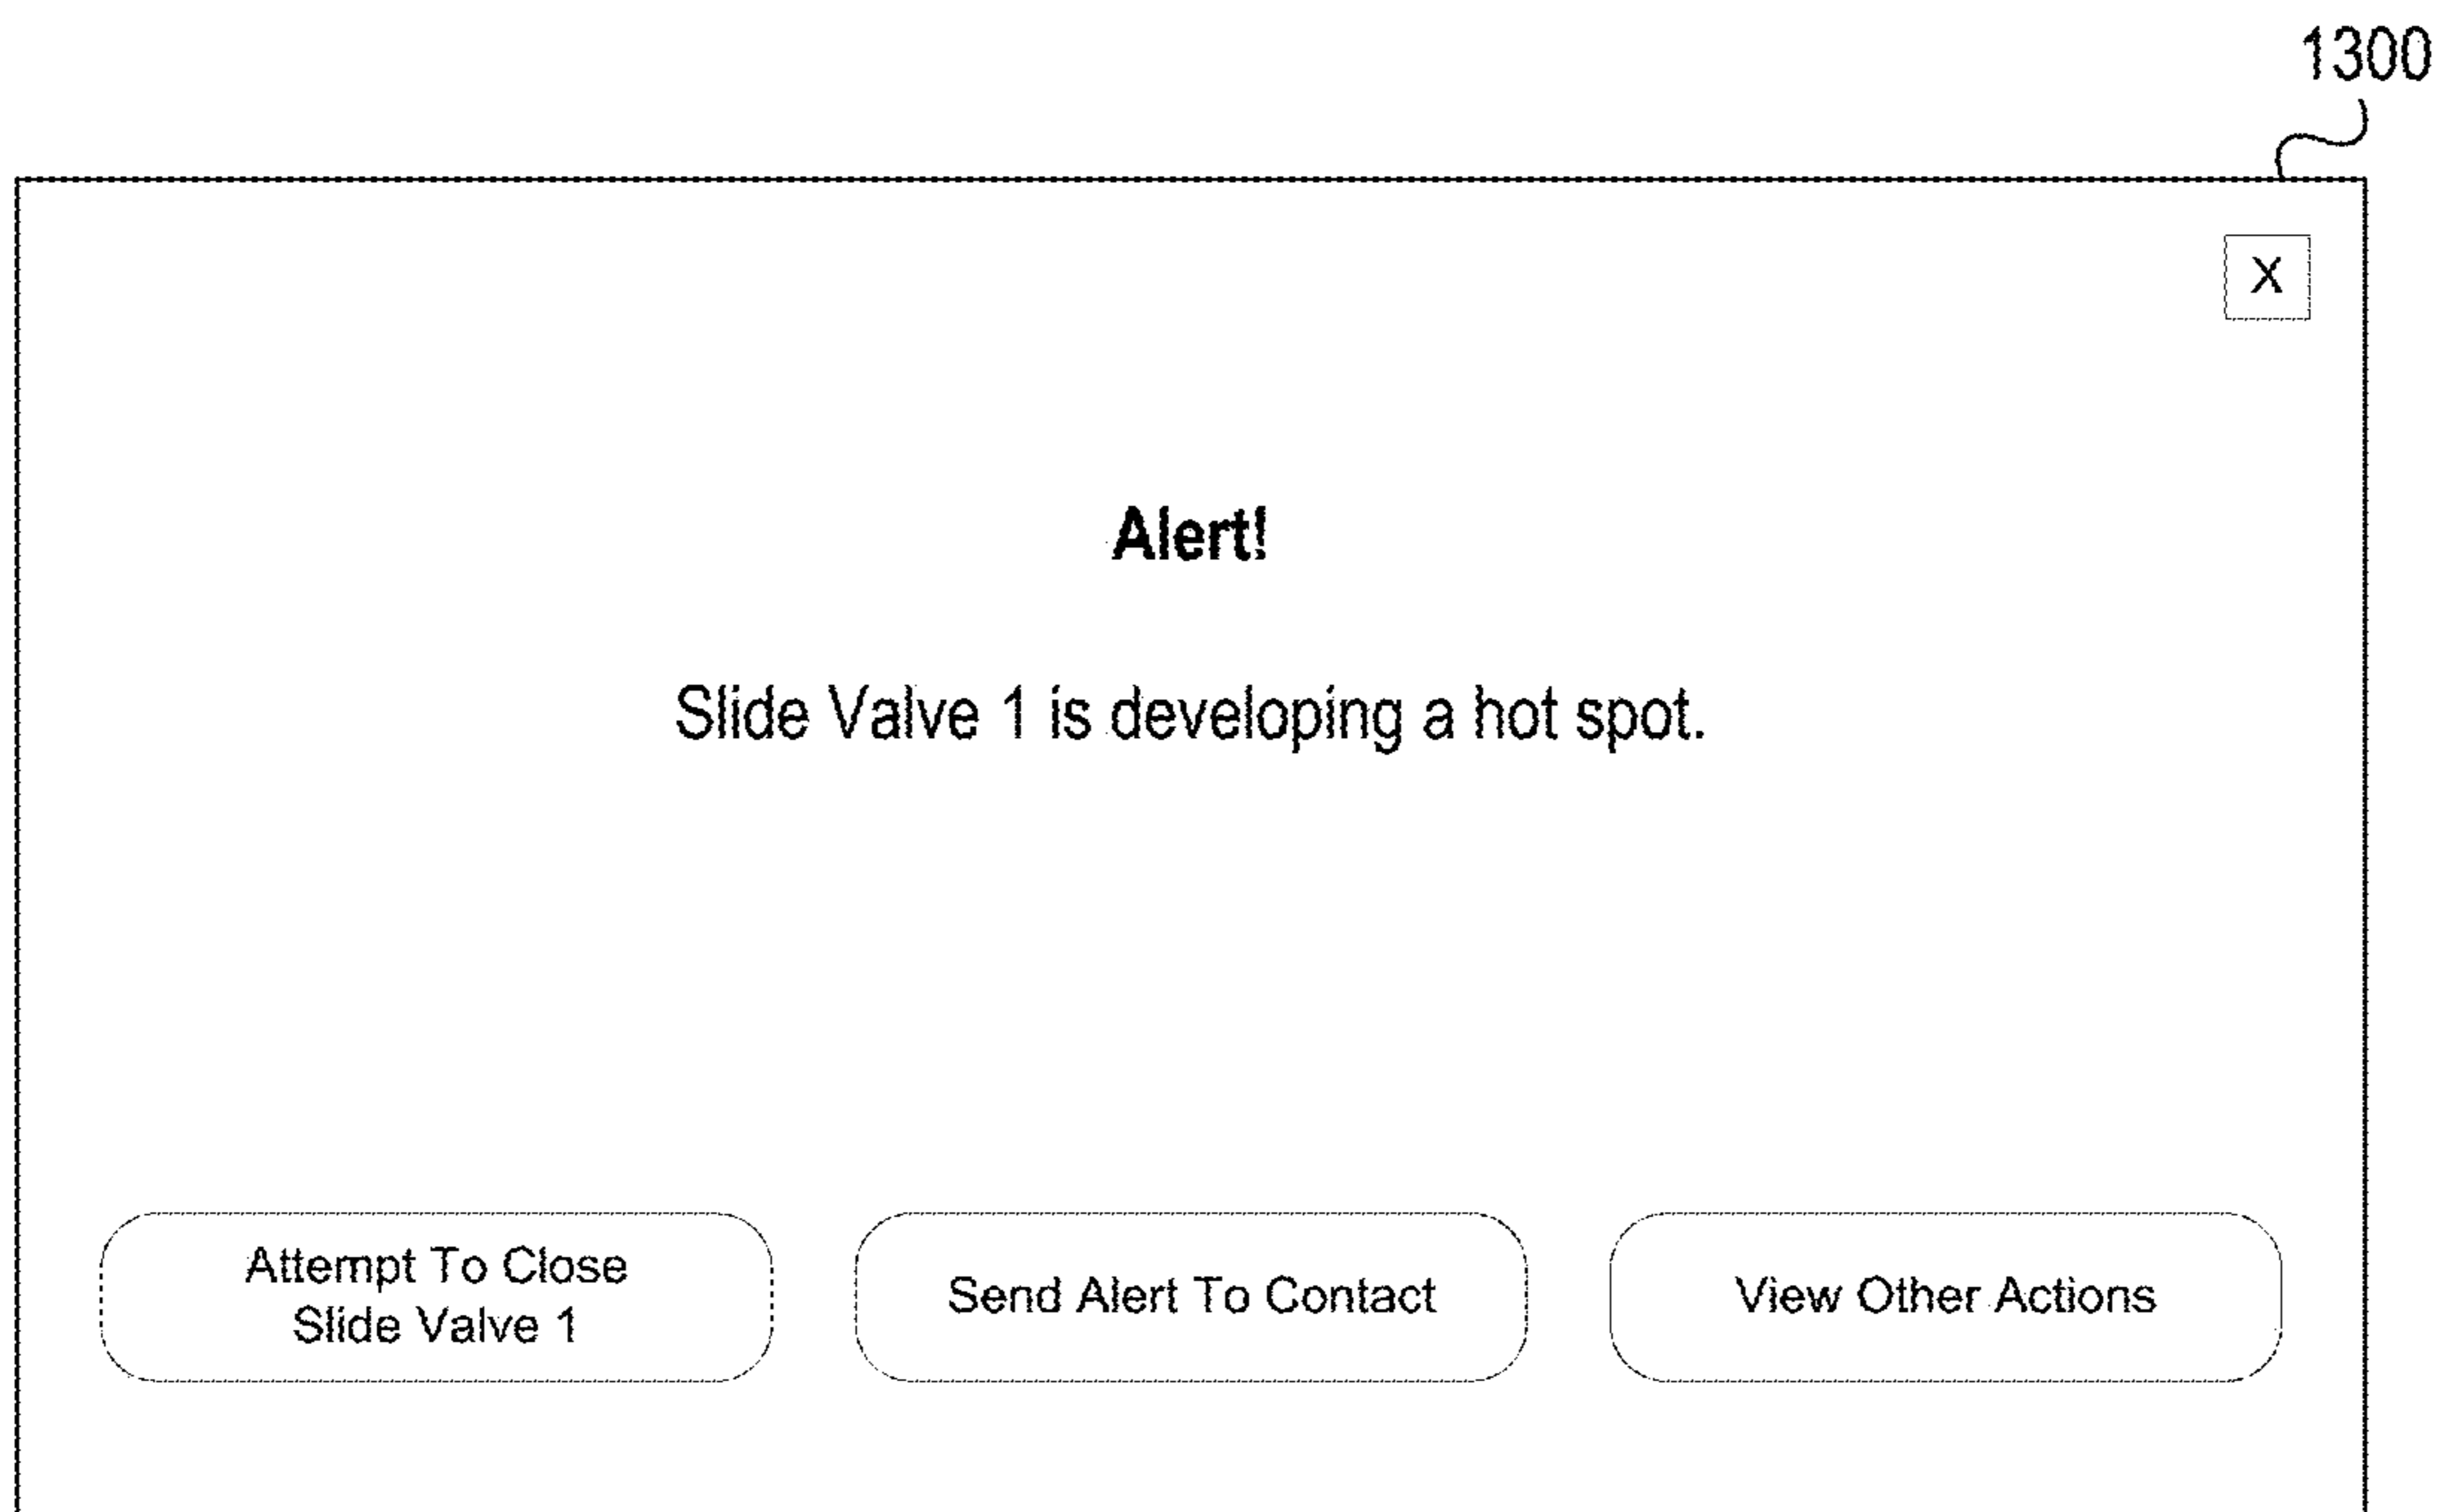 1300
X
Alert!
Slide Valve 1 is developing a hot spot.
Attempt To Close
Slide Valve 1
Send Alert To Contact
View Other Actions